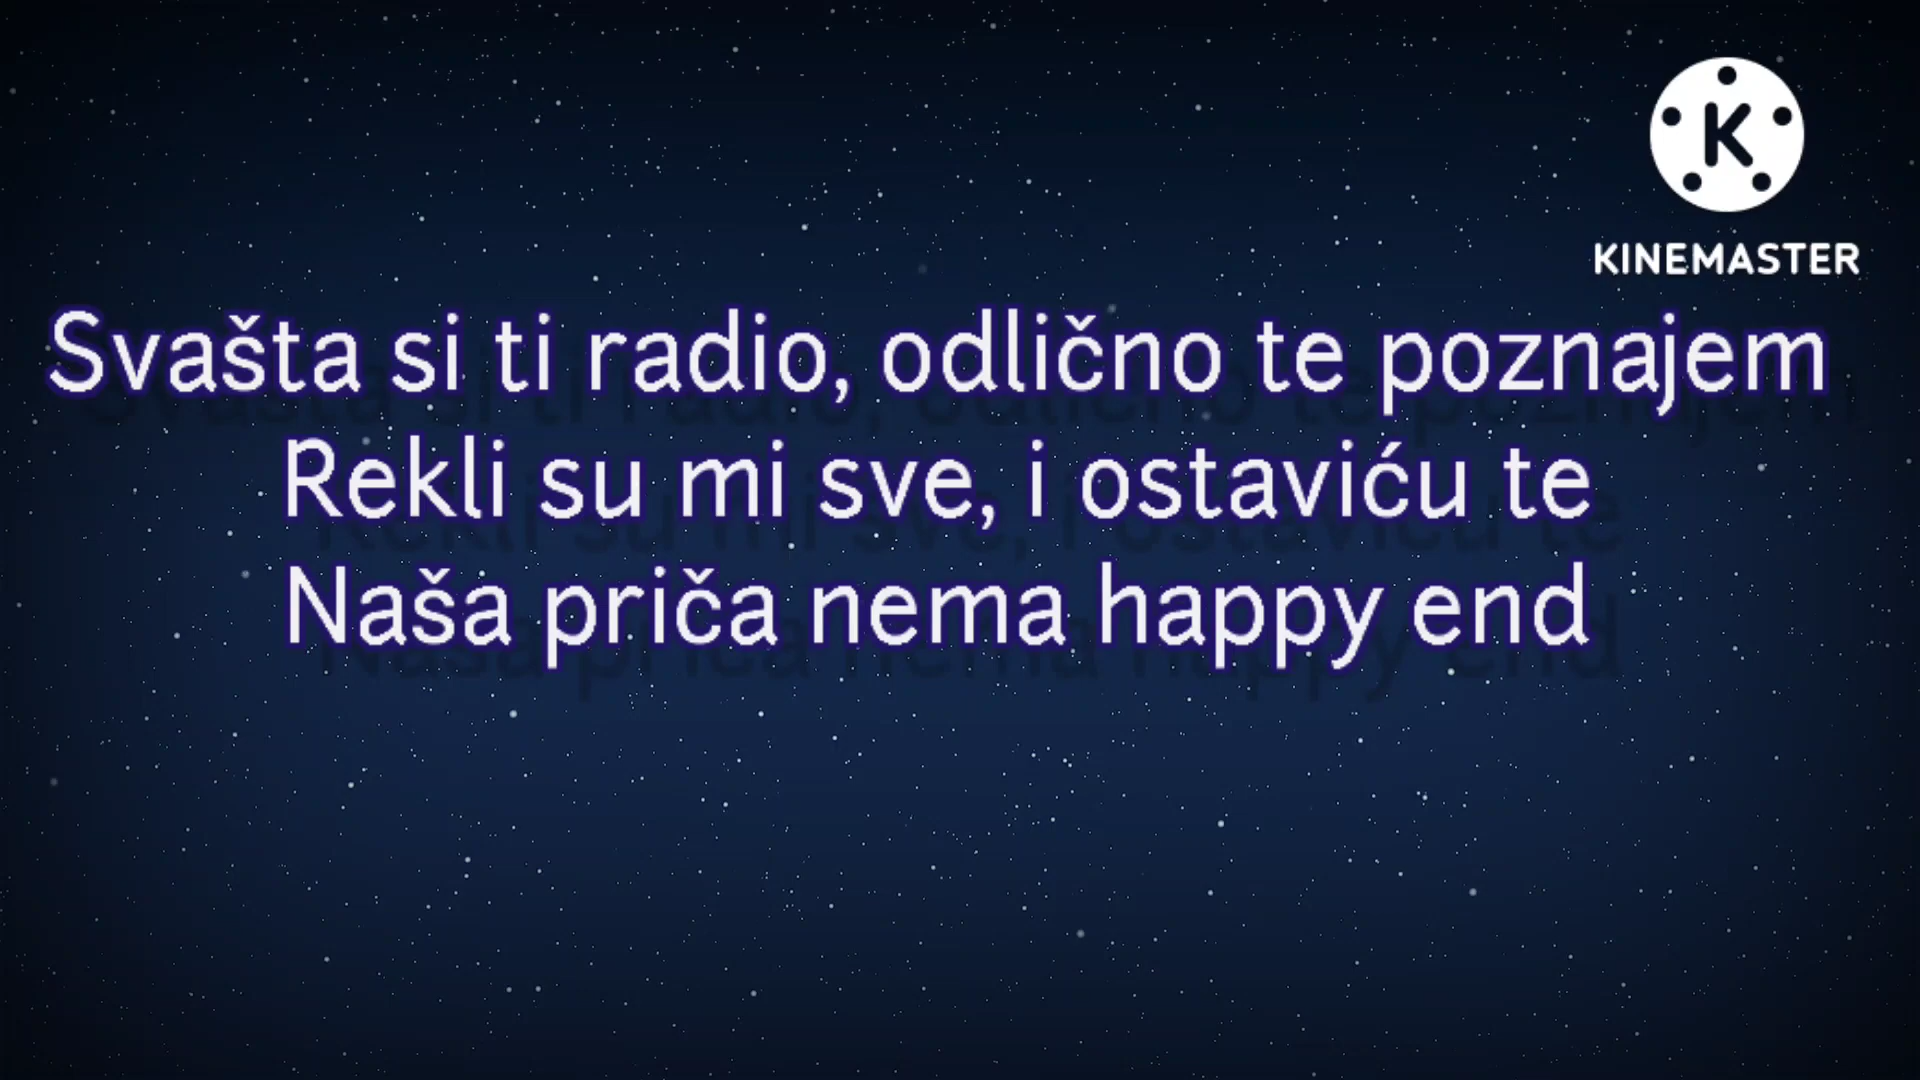 K
KINEMASTER
Svašta si ti radio, odlično te poznajem
Rekli su mi sve, i ostaviću te
Naša priča nema happy end